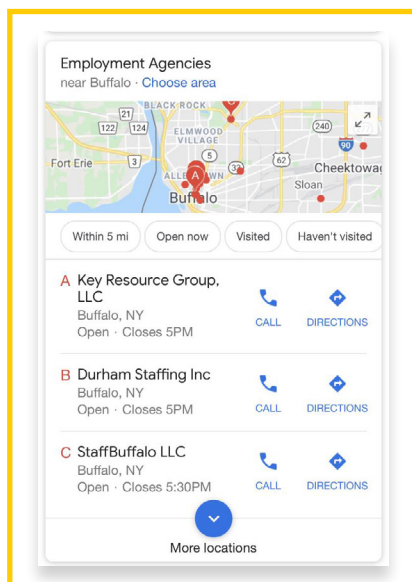 Employment Agencies
near Buffalo · Choose area
BLACK ROCK
21
122
124
ELMWOOD
VILLAGE
240
90
Fort Erie
3
5
33
62
Cheektowa
Sloan
A
Buffalo
Within 5 mi
Open now
Visited
Haven't visited
A Key Resource Group,
LLC
Buffalo, NY
Open · Closes 5PM
CALL
DIRECTIONS
B Durham Staffing Inc
Buffalo, NY
Open · Closes 5PM
CALL
DIRECTIONS
C StaffBuffalo LLC
Buffalo, NY
Open · Closes 5:30PM
CALL
DIRECTIONS
More locations